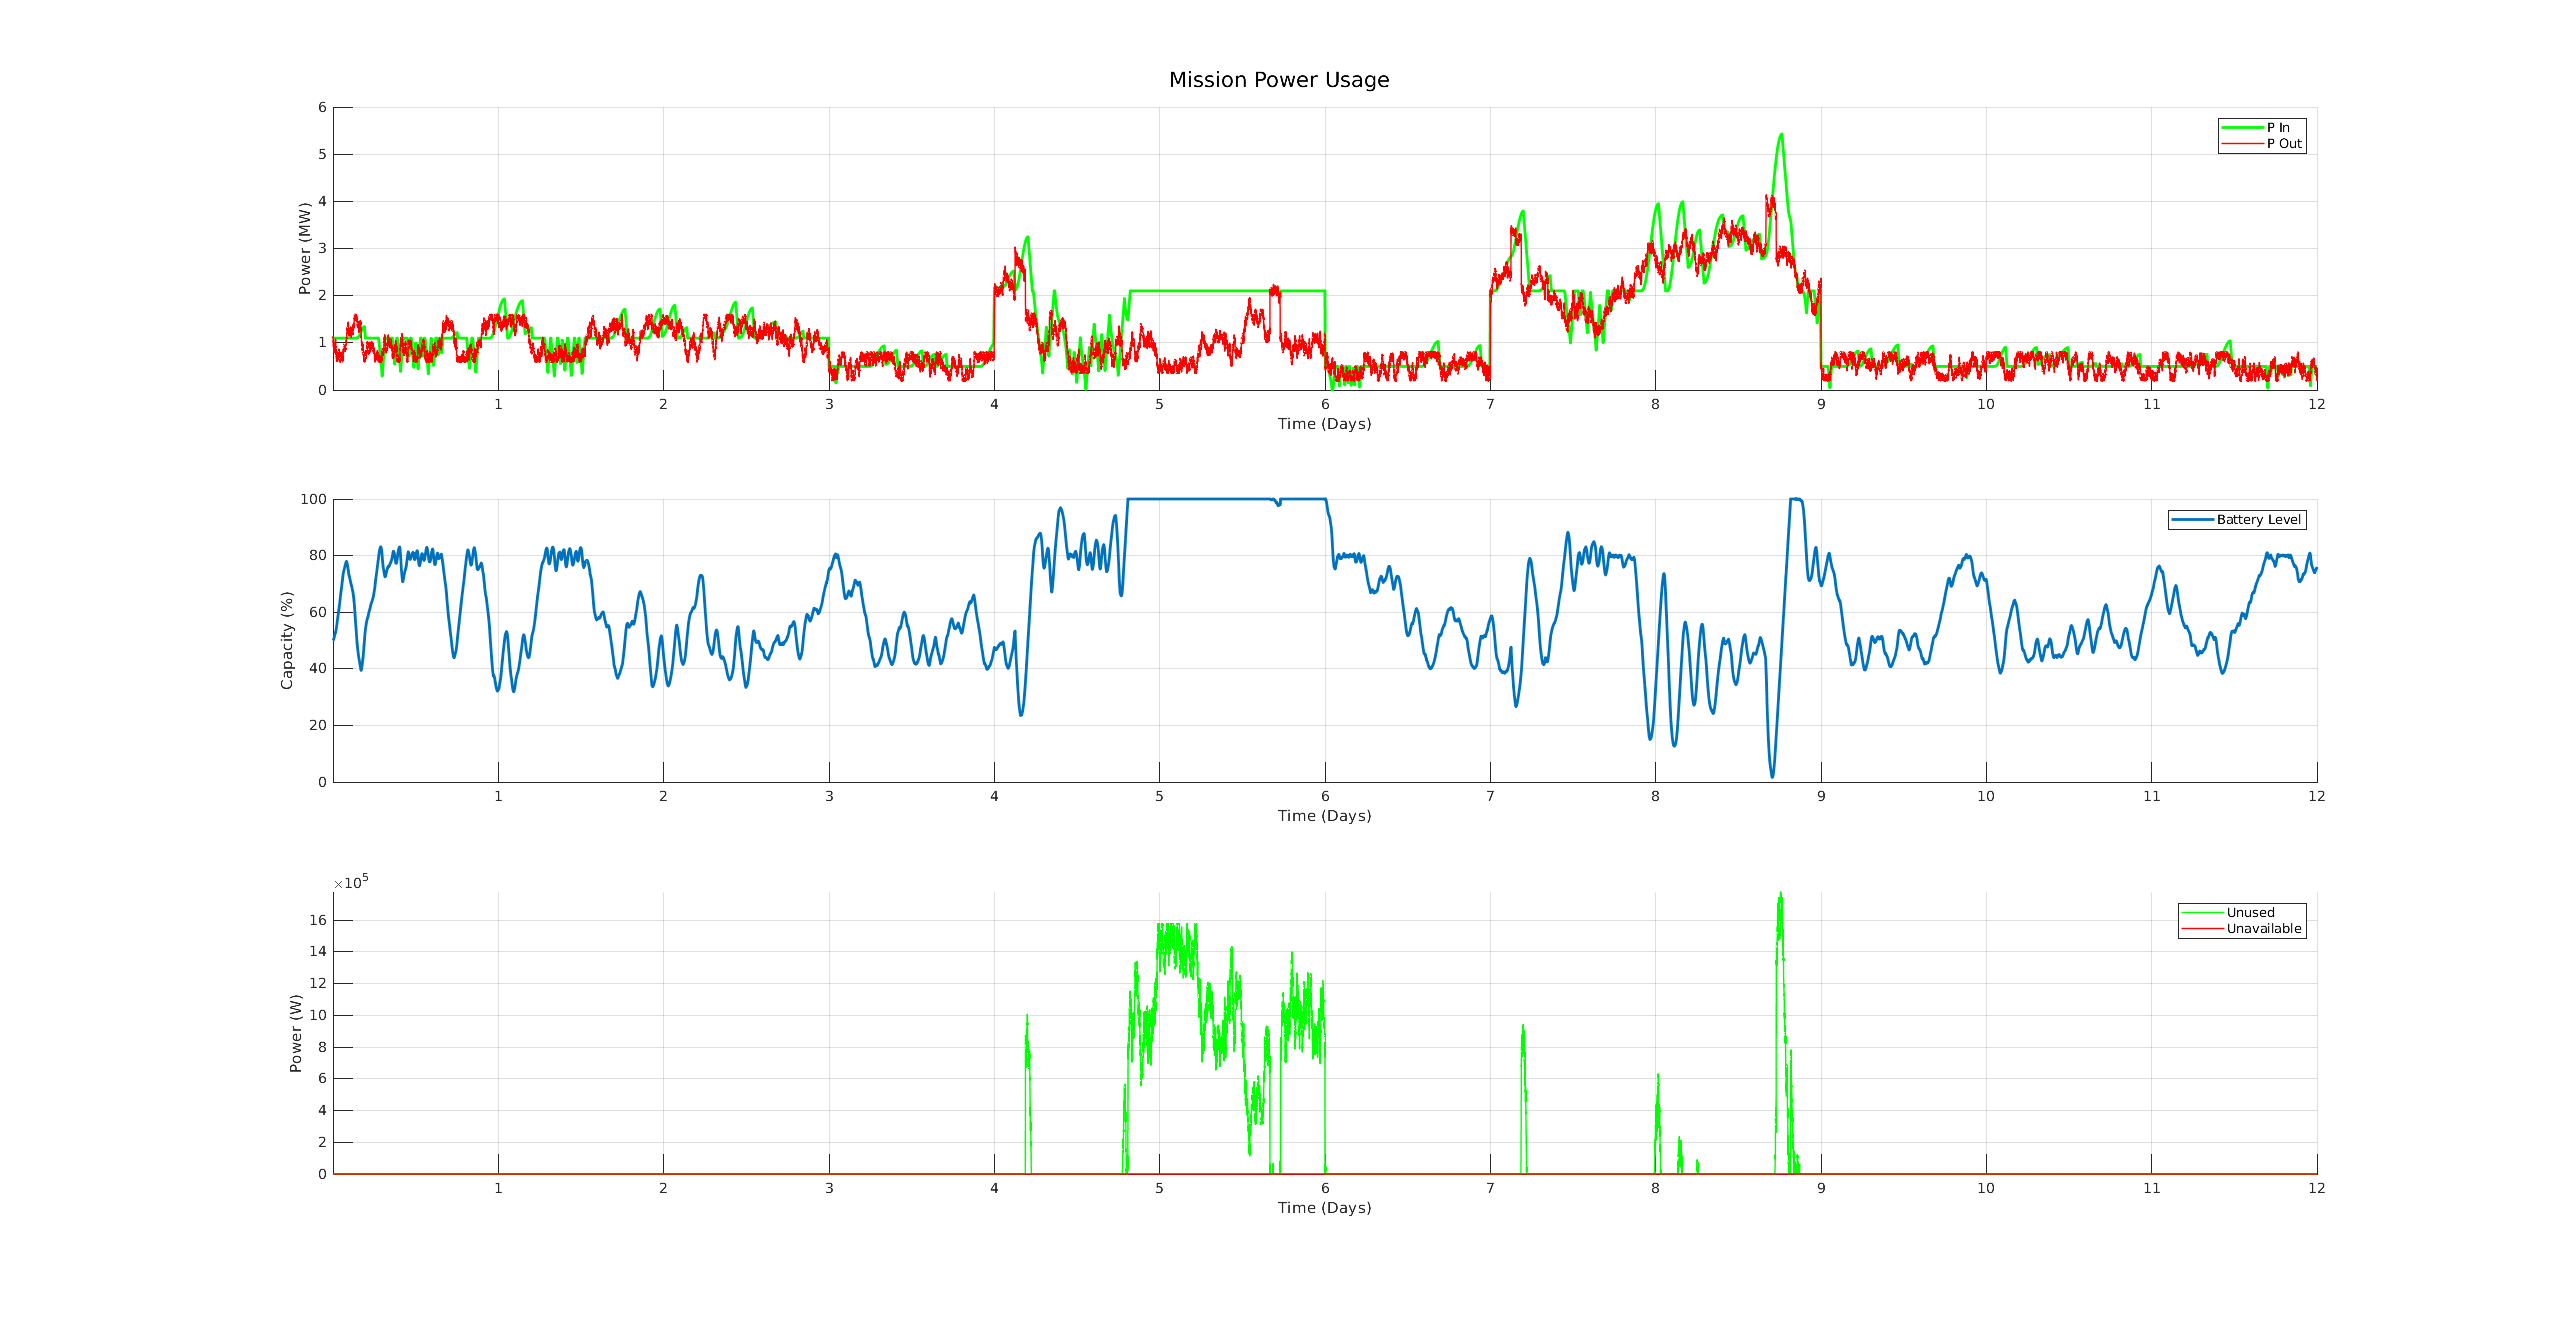 Mission Power Usage
6
5
4
3
2
1
0
Power (MW)
P In
P Out
1 2 3 4 5 6 7 8 9 10 11 12
Time (Days)
100
80
60
40
20
0
Capacity (%)
Battery Level
1 2 3 4 5 6 7 8 9 10 11 12
Time (Days)
×10⁵
16
14
12
10
8
6
4
2
0
Power (W)
Unused
Unavailable
1 2 3 4 5 6 7 8 9 10 11 12
Time (Days)